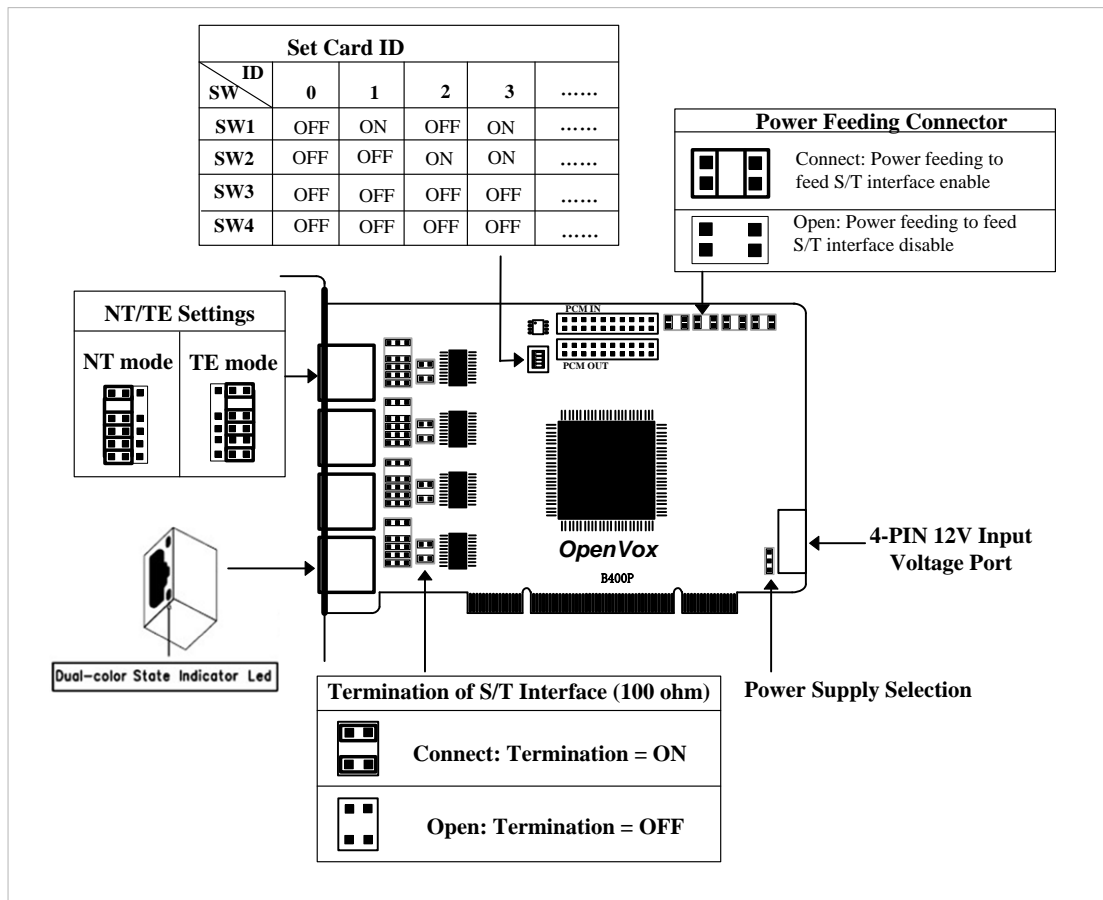 Set Card ID
ID
SW 0 1 2 3 ......
SW1 OFF ON OFF ON ......
SW2 OFF OFF ON ON ......
SW3 OFF OFF OFF OFF ......
SW4 OFF OFF OFF OFF ......
Power Feeding Connector
Connect: Power feeding to
feed S/T interface enable
Open: Power feeding to feed
S/T interface disable
NT/TE Settings
NT mode TE mode
PCM IN
PCM OUT
OpenVox
B400P
4-PIN 12V Input
Voltage Port
Dual-color State Indicator Led
Power Supply Selection
Termination of S/T Interface (100 ohm)
Connect: Termination = ON
Open: Termination = OFF